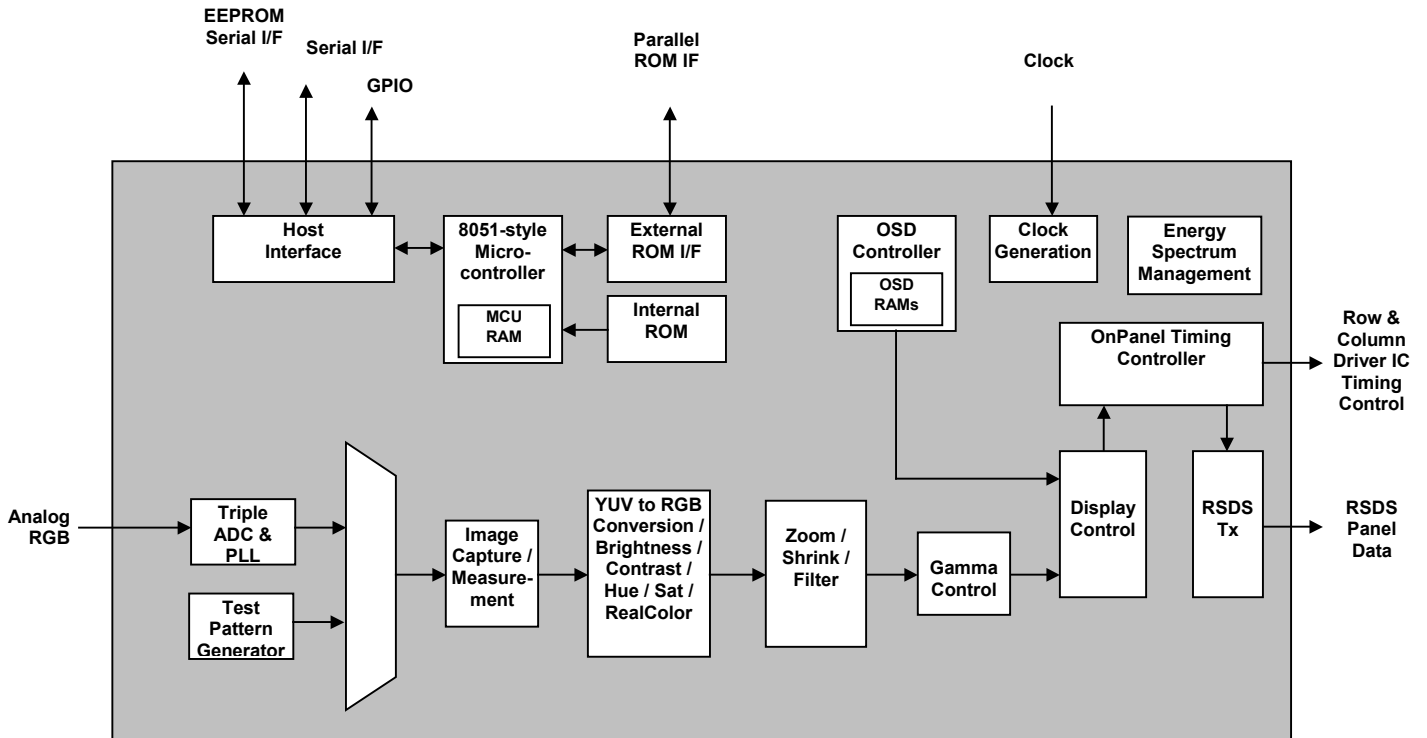 EEPROM
Serial I/F
Serial I/F
GPIO
Parallel
ROM IF
Clock
Host
Interface
8051-style
Micro-
controller
MCU
RAM
External
ROM I/F
Internal
ROM
OSD
Controller
OSD
RAMs
Clock
Generation
Energy
Spectrum
Management
OnPanel Timing
Controller
Row &
Column
Driver IC
Timing
Control
Analog
RGB
Triple
ADC &
PLL
Test
Pattern
Generator
Image
Capture /
Measure-
ment
YUV to RGB
Conversion /
Brightness /
Contrast /
Hue / Sat /
RealColor
Zoom /
Shrink /
Filter
Gamma
Control
Display
Control
RSDS
Tx
RSDS
Panel
Data